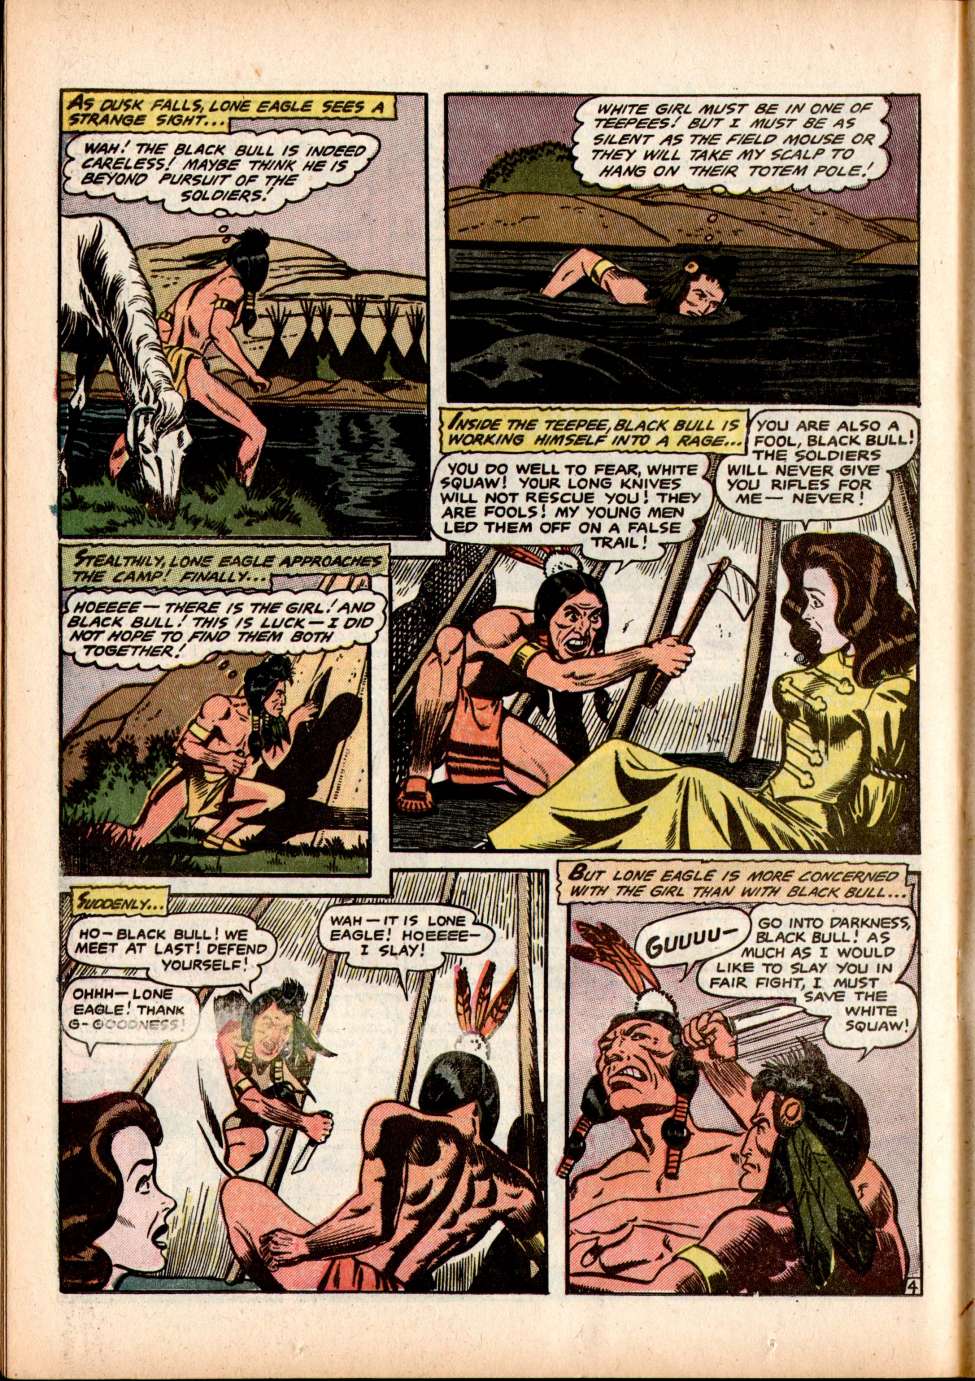 AS DUSK FALLS, LONE EAGLE SEES A
STRANGE SIGHT...
WAH! THE BLACK BULL IS INDEED
CARELESS! MAYBE THINK HE IS
BEYOND PURSUIT OF THE
SOLDIERS!
WHITE GIRL MUST BE IN ONE OF
TEEPEES! BUT I MUST BE AS
SILENT AS THE FIELD MOUSE OR
THEY WILL TAKE MY SCALP TO
HANG ON THEIR TOTEM POLE!
STEALTHILY, LONE EAGLE APPROACHES
THE CAMP! FINALLY...
HOEEEE— THERE IS THE GIRL! AND
BLACK BULL! THIS IS LUCK— I DID
NOT HOPE TO FIND THEM BOTH
TOGETHER!
INSIDE THE TEEPEE, BLACK BULL IS
WORKING HIMSELF INTO A RAGE...
YOU DO WELL TO FEAR, WHITE
SQUAW! YOUR LONG KNIVES
WILL NOT RESCUE YOU! THEY
ARE FOOLS! MY YOUNG MEN
LED THEM OFF ON A FALSE
TRAIL!
YOU ARE ALSO A
FOOL, BLACK BULL!
THE SOLDIERS
WILL NEVER GIVE
YOU RIFLES FOR
ME— NEVER!
SUDDENLY...
HO-BLACK BULL! WE
MEET AT LAST! DEFEND
YOURSELF!
OHHH— LONE
EAGLE! THANK
G-GOODNESS!
WAH—IT IS LONE
EAGLE! HOEEEE—
I SLAY!
BUT LONE EAGLE IS MORE CONCERNED
WITH THE GIRL THAN WITH BLACK BULL...
GUUUU—
GO INTO DARKNESS,
BLACK BULL! AS
MUCH AS I WOULD
LIKE TO SLAY YOU IN
FAIR FIGHT, I MUST
SAVE THE
WHITE
SQUAW!
4